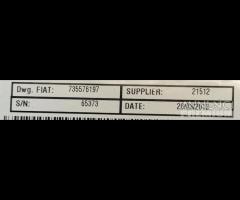 Dwg. FIAT: 735576197 SUPPLIER: 21512
S/N: 65373 DATE: